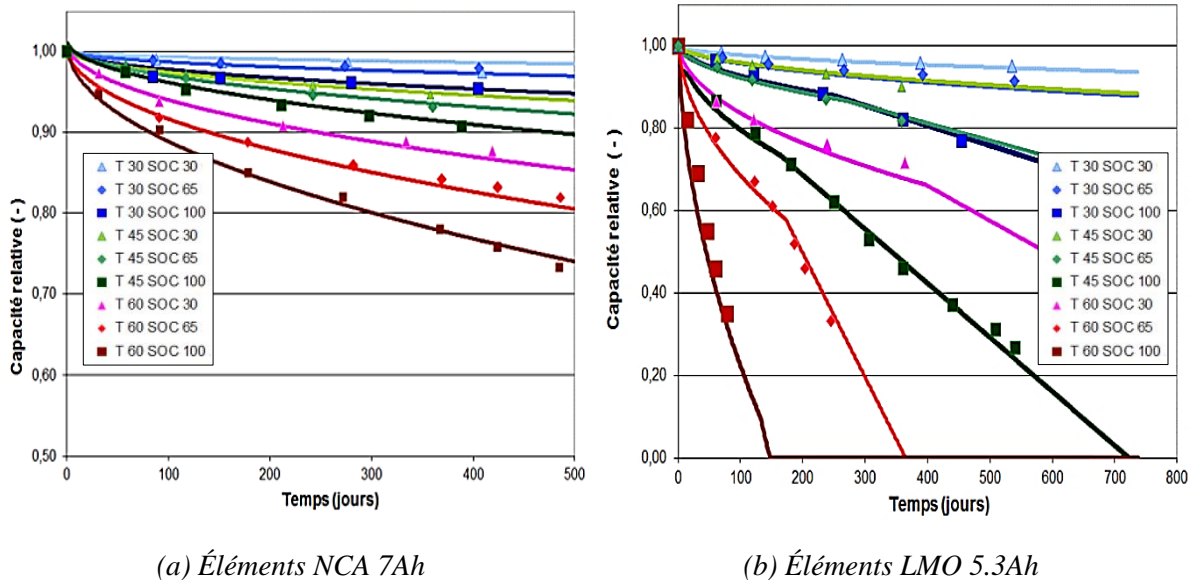 1,00
0,90
0,80
0,70
0,60
0,50
Capacité relative (-)
T 30 SOC 30
T 30 SOC 65
T 30 SOC 100
T 45 SOC 30
T 45 SOC 65
T 45 SOC 100
T 60 SOC 30
T 60 SOC 65
T 60 SOC 100
0 100 200 300 400 500
Temps (jours)
(a) Éléments NCA 7Ah
1,00
0,80
0,60
0,40
0,20
0,00
Capacité relative (-)
T 30 SOC 30
T 30 SOC 65
T 30 SOC 100
T 45 SOC 30
T 45 SOC 65
T 45 SOC 100
T 60 SOC 30
T 60 SOC 65
T 60 SOC 100
0 100 200 300 400 500 600 700 800
Temps (jours)
(b) Éléments LMO 5.3Ah